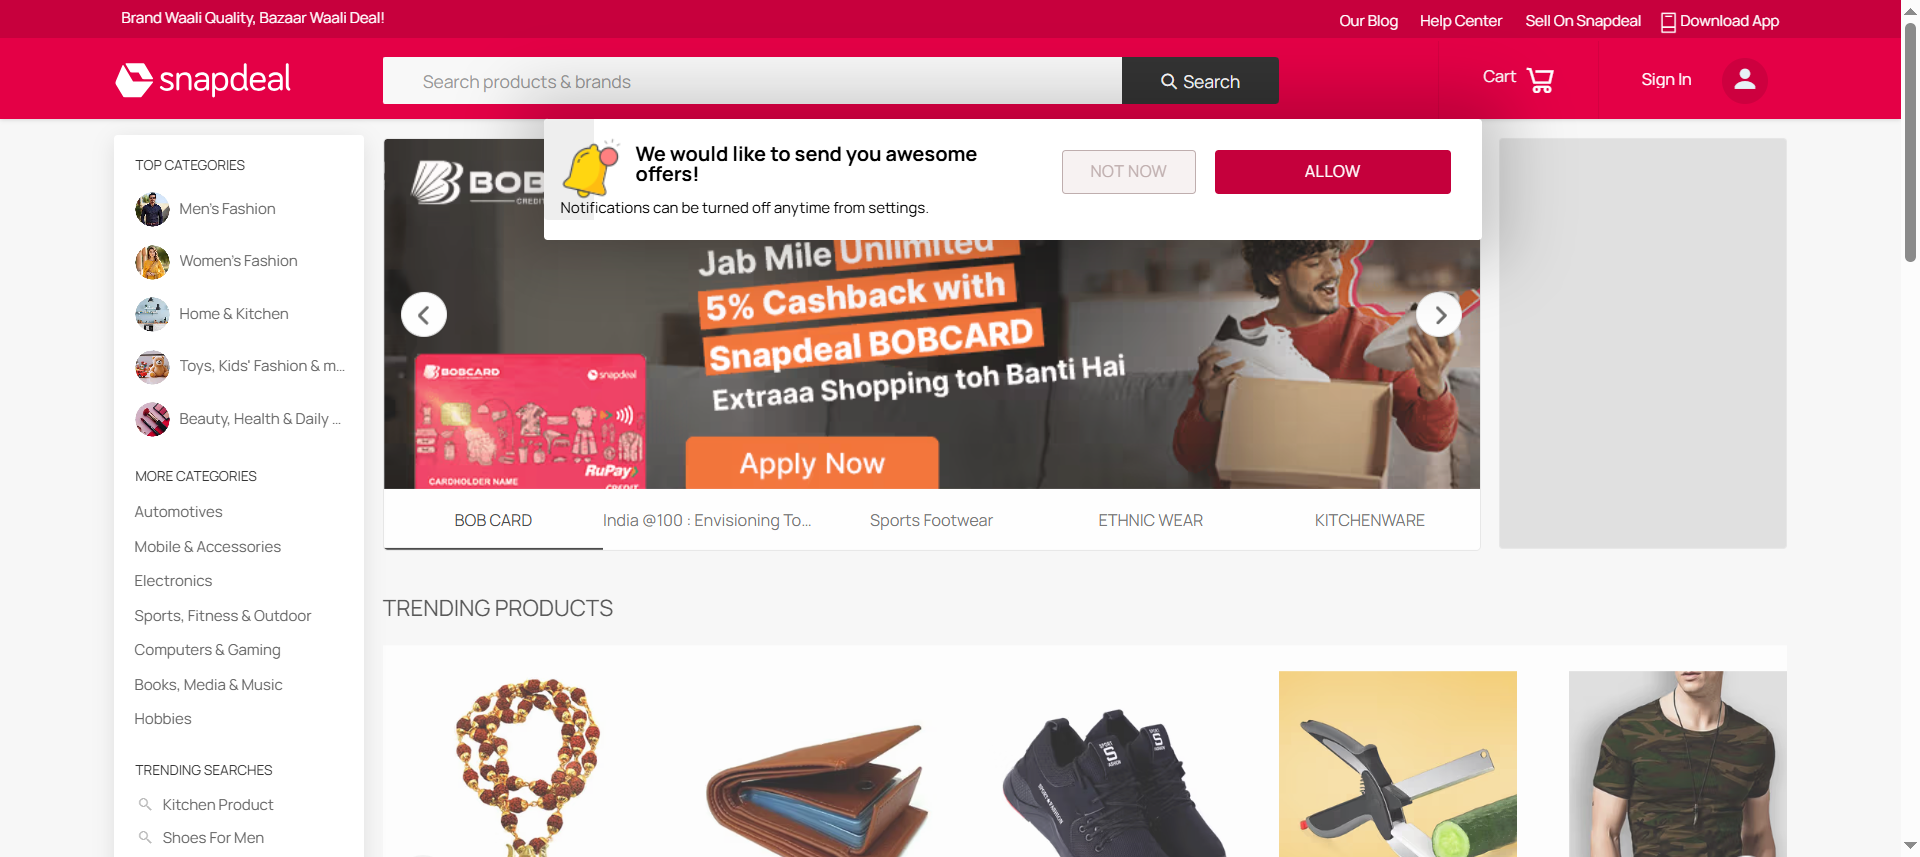 Brand Waali Quality, Bazaar Waali Deal!
Our Blog
Help Center
Sell On Snapdeal
Download App
snapdeal
Search products & brands
Search
Cart
Sign In
We would like to send you awesome
offers!
Notifications can be turned off anytime from settings.
NOT NOW
ALLOW
TOP CATEGORIES
Men's Fashion
Women's Fashion
Home & Kitchen
Toys, Kids' Fashion & m...
Beauty, Health & Daily ...
MORE CATEGORIES
Automotives
Mobile & Accessories
Electronics
Sports, Fitness & Outdoor
Computers & Gaming
Books, Media & Music
Hobbies
TRENDING SEARCHES
Kitchen Product
Shoes For Men
BOB
CREDIT
Jab Mile Unlimited
5% Cashback with
Snapdeal BOBCARD
Extraaa Shopping toh Banti Hai
Apply Now
BOBCARD
snapdeal
RuPay
CREDIT
CARDHOLDER NAME
BOB CARD
India @100 : Envisioning To...
Sports Footwear
ETHNIC WEAR
KITCHENWARE
TRENDING PRODUCTS